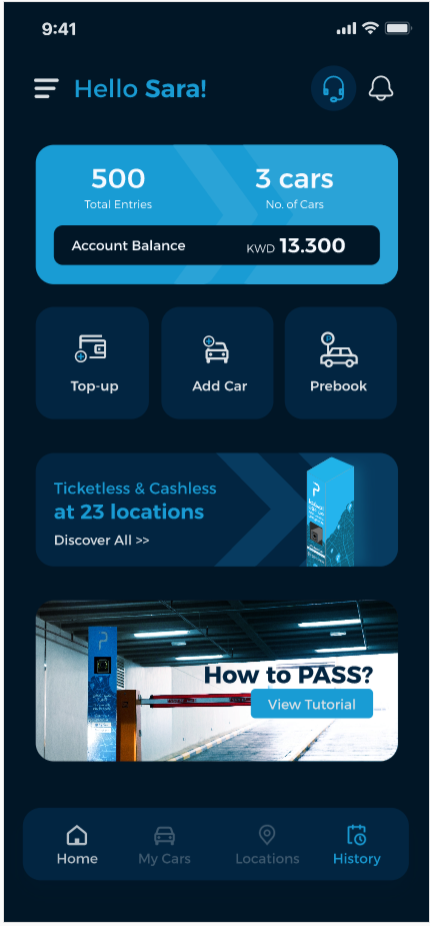 9:41
Hello Sara!
500
3 cars
Total Entries
No. of Cars
Account Balance
KWD 13.300
Top-up
Add Car
Prebook
Ticketless & Cashless
at 23 locations
Discover All >>
How to PASS?
View Tutorial
Home
My Cars
Locations
History